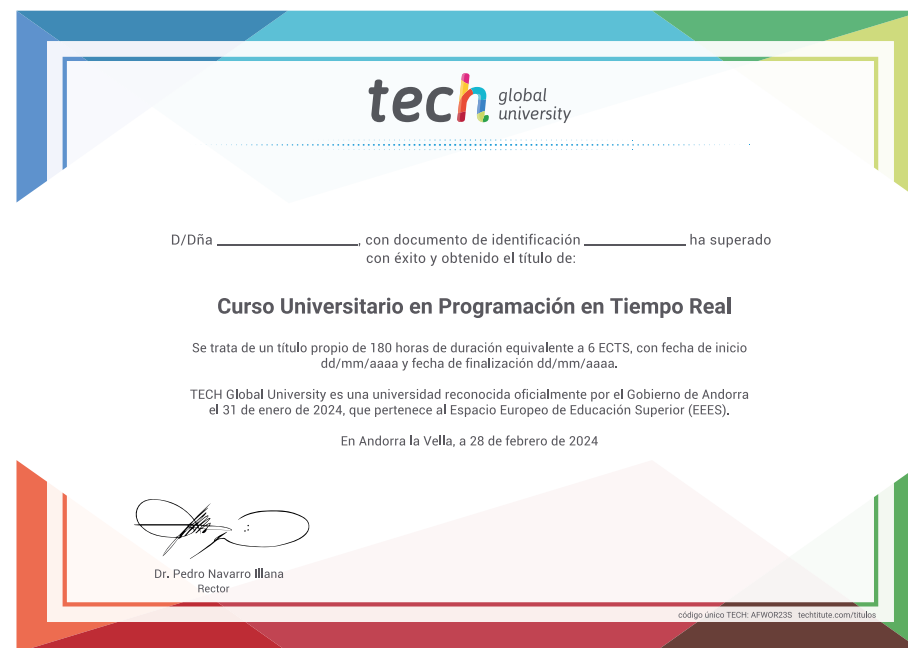 tech global university
D/Dña ____________________, con documento de identificación ______________ ha superado
con éxito y obtenido el título de:
Curso Universitario en Programación en Tiempo Real
Se trata de un título propio de 180 horas de duración equivalente a 6 ECTS, con fecha de inicio
dd/mm/aaaa y fecha de finalización dd/mm/aaaa.
TECH Global University es una universidad reconocida oficialmente por el Gobierno de Andorra
el 31 de enero de 2024, que pertenece al Espacio Europeo de Educación Superior (EEES).
En Andorra la Vella, a 28 de febrero de 2024
Dr. Pedro Navarro Illana
Rector
código único TECH: AFWOR23S techtitute.com/titulos